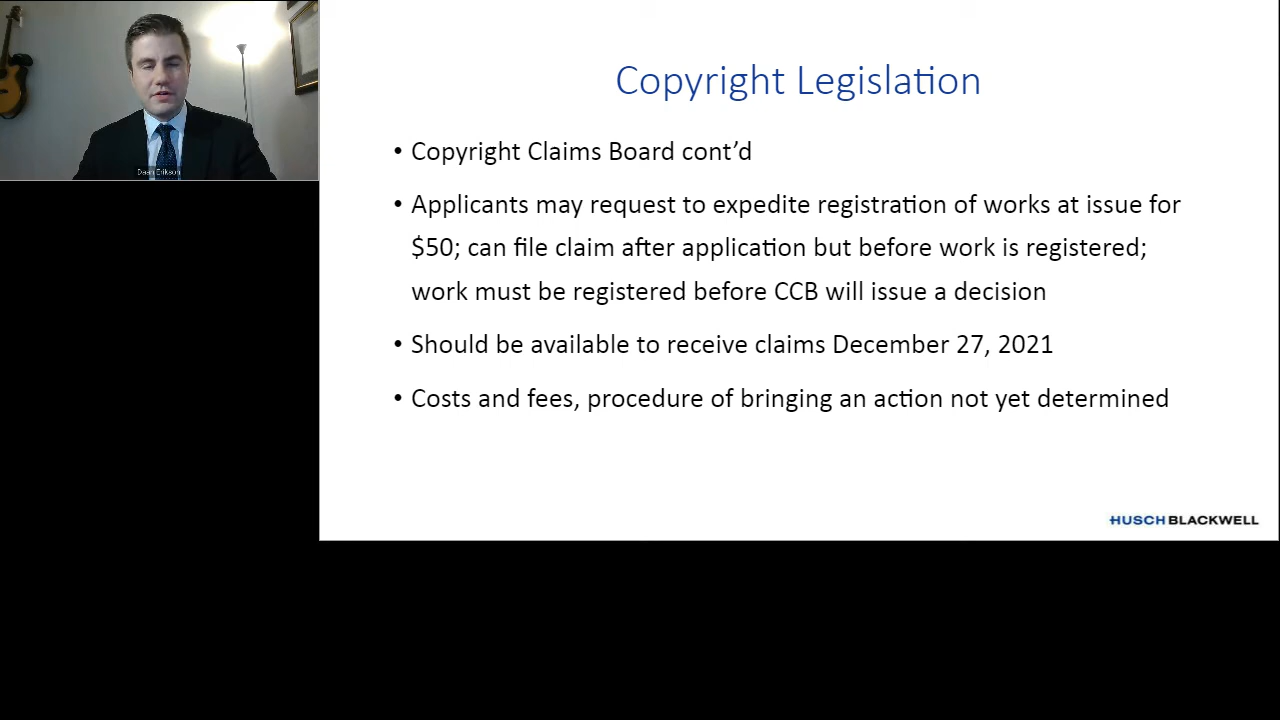 Daan Erikson
Copyright Legislation
• Copyright Claims Board cont’d
• Applicants may request to expedite registration of works at issue for
$50; can file claim after application but before work is registered;
work must be registered before CCB will issue a decision
• Should be available to receive claims December 27, 2021
• Costs and fees, procedure of bringing an action not yet determined
HUSCH BLACKWELL